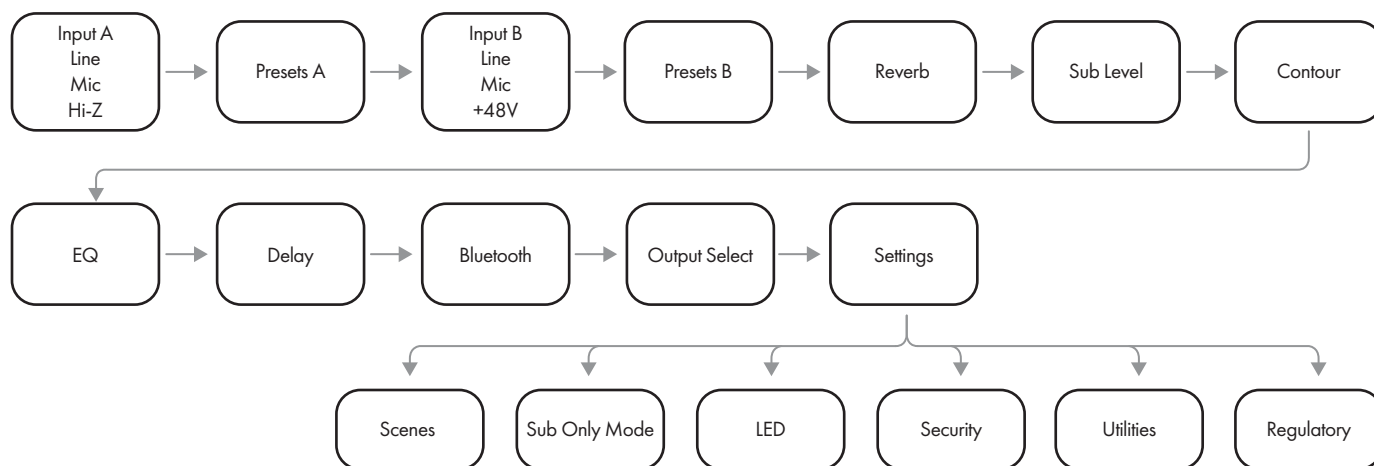 Input A
Line
Mic
Hi-Z
Presets A
Input B
Line
Mic
+48V
Presets B
Reverb
Sub Level
Contour
EQ
Delay
Bluetooth
Output Select
Settings
Scenes
Sub Only Mode
LED
Security
Utilities
Regulatory